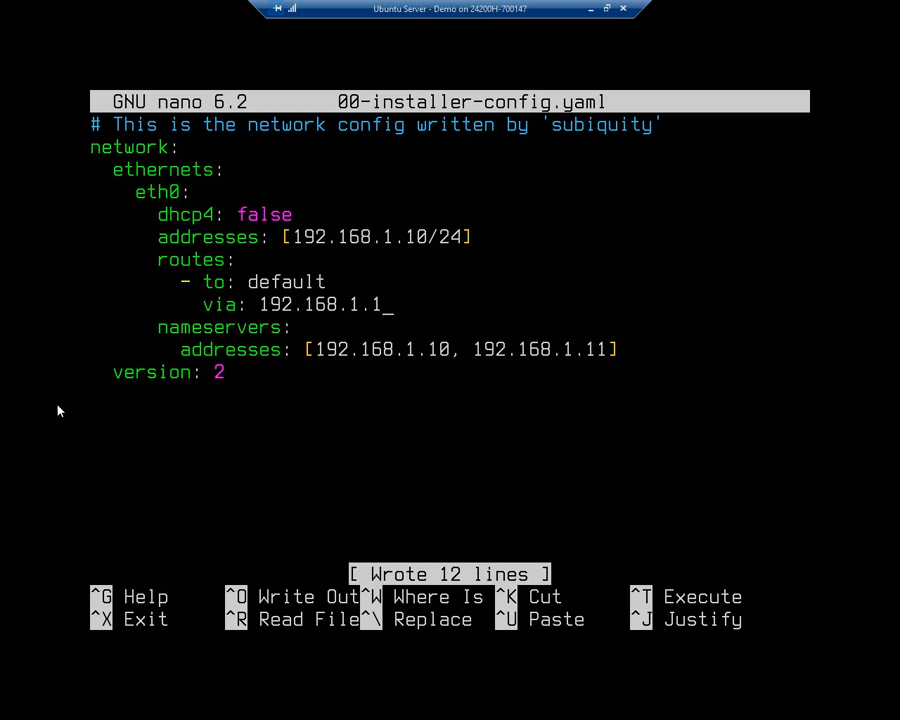 Ubuntu Server - Demo on 24200H-700147
GNU nano 6.2 00-installer-config.yaml
# This is the network config written by 'subiquity'
network:
  ethernets:
    eth0:
      dhcp4: false
      addresses: [192.168.1.10/24]
      routes:
        - to: default
          via: 192.168.1.1_
      nameservers:
        addresses: [192.168.1.10, 192.168.1.11]
  version: 2
[ Wrote 12 lines ]
^G Help ^O Write Out ^W Where Is ^K Cut ^T Execute
^X Exit ^R Read File ^\ Replace ^U Paste ^J Justify